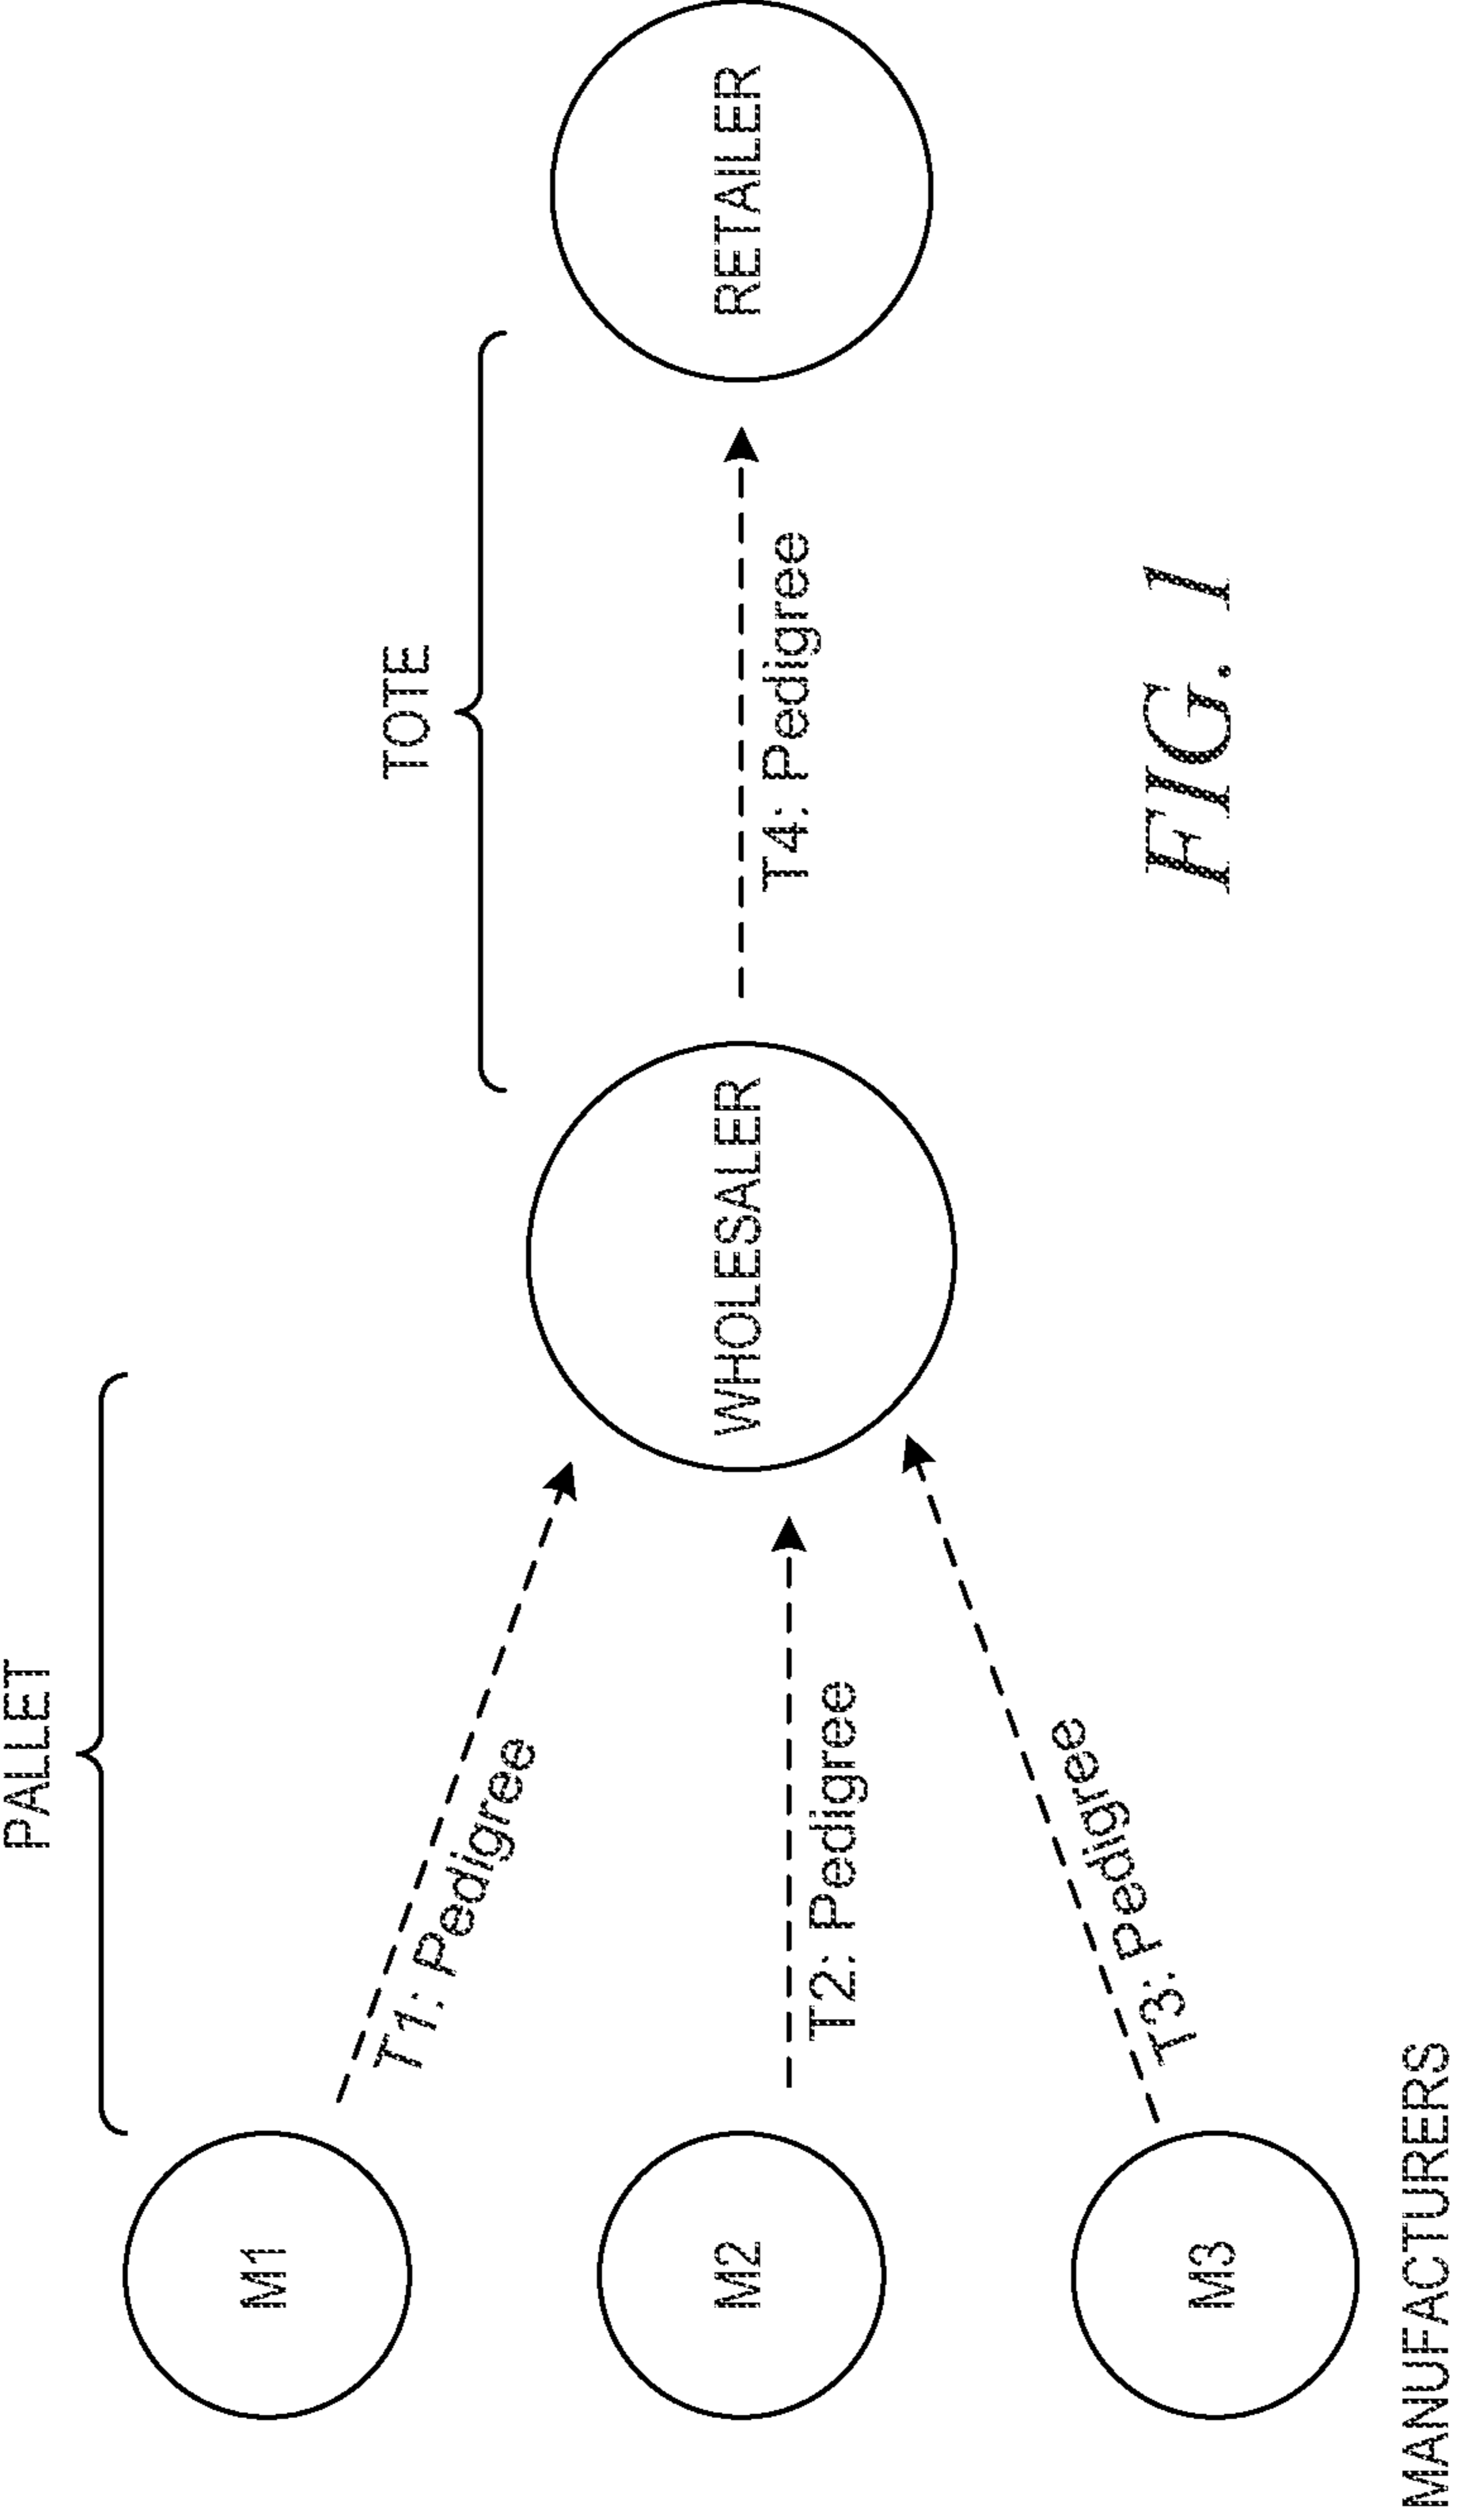 PALLET
TOTE
M1
T1: Pedigree
M2
T2: Pedigree
WHOLESALER
T4: Pedigree
RETAILER
M3
T3: Pedigree
MANUFACTURERS
FIG. 1